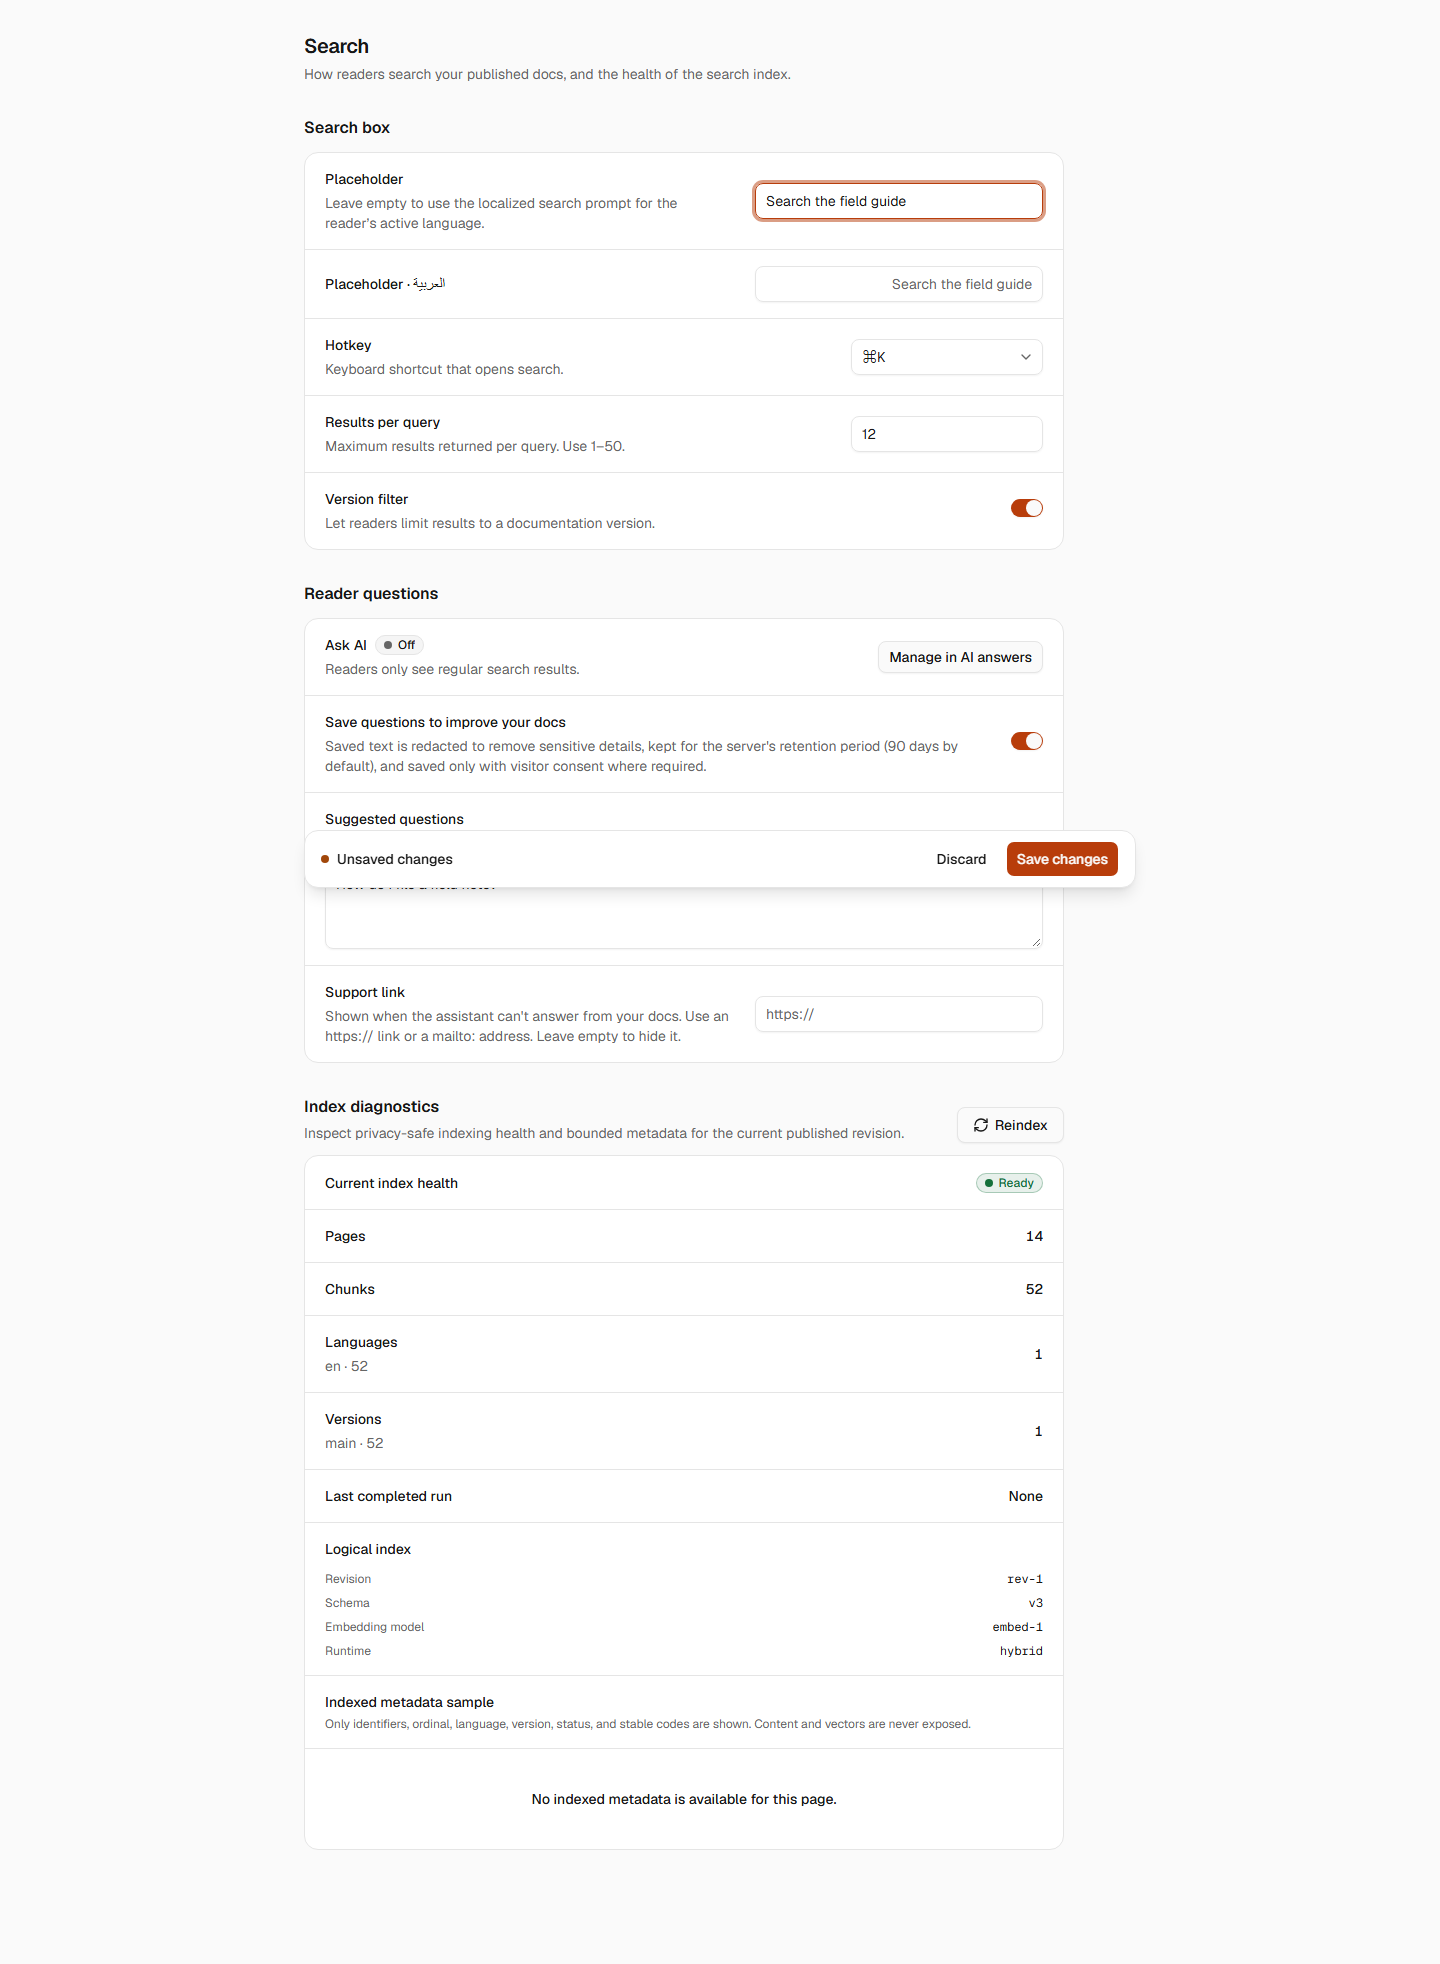 Search
How readers search your published docs, and the health of the search index.
Search box
Placeholder
Leave empty to use the localized search prompt for the
reader's active language.
Search the field guide
Placeholder · العربية
Search the field guide
Hotkey
Keyboard shortcut that opens search.
⌘K
Results per query
Maximum results returned per query. Use 1–50.
12
Version filter
Let readers limit results to a documentation version.
Reader questions
Ask AI
Off
Readers only see regular search results.
Manage in AI answers
Save questions to improve your docs
Saved text is redacted to remove sensitive details, kept for the server's retention period (90 days by
default), and saved only with visitor consent where required.
Suggested questions
Unsaved changes
Discard
Save changes
Support link
Shown when the assistant can't answer from your docs. Use an
https:// link or a mailto: address. Leave empty to hide it.
https://
Index diagnostics
Inspect privacy-safe indexing health and bounded metadata for the current published revision.
Reindex
Current index health
Ready
Pages
14
Chunks
52
Languages
en · 52
1
Versions
main · 52
1
Last completed run
None
Logical index
Revision
rev-1
Schema
v3
Embedding model
embed-1
Runtime
hybrid
Indexed metadata sample
Only identifiers, ordinal, language, version, status, and stable codes are shown. Content and vectors are never exposed.
No indexed metadata is available for this page.